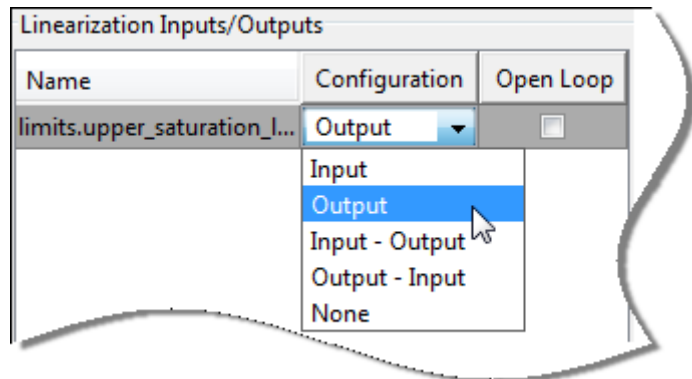 Linearization Inputs/Outputs
Name Configuration Open Loop
limits.upper_saturation_l... Output
Input
Output
Input - Output
Output - Input
None